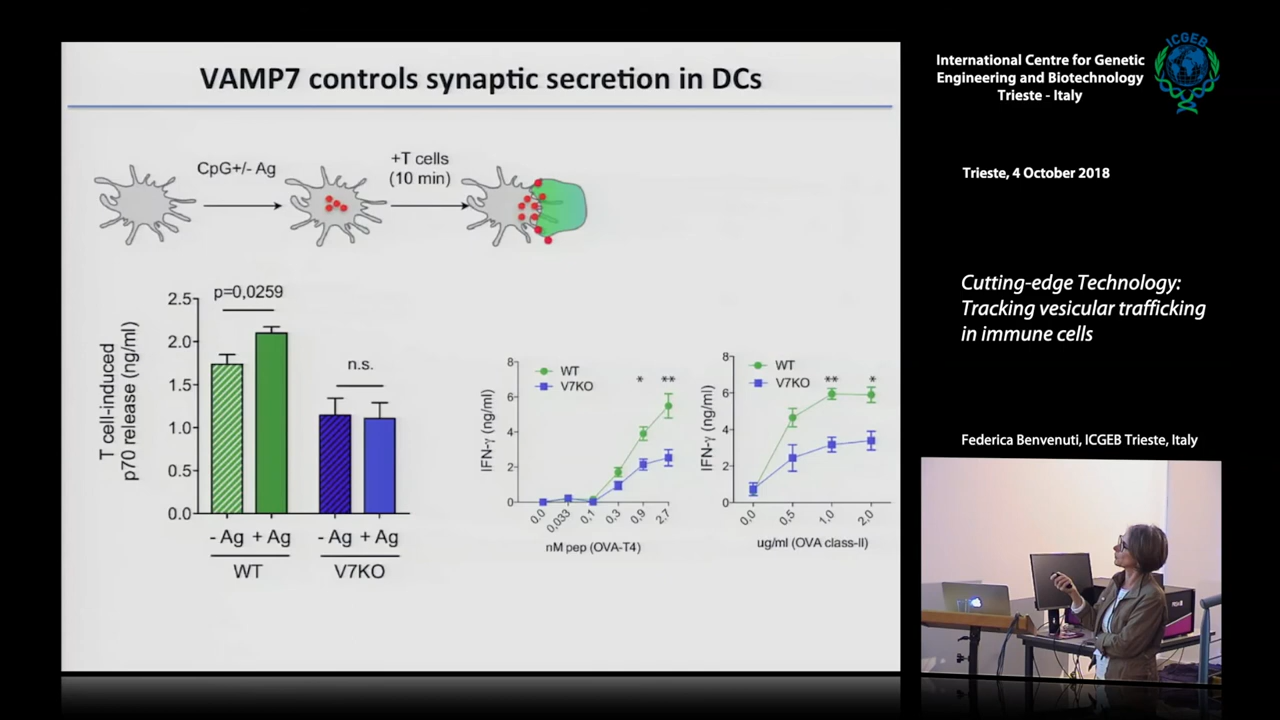 VAMP7 controls synaptic secretion in DCs
CpG+/- Ag
+T cells
(10 min)
T cell-induced
p70 release (ng/ml)
2.5
2.0
1.5
1.0
0.5
0.0
p=0,0259
n.s.
- Ag + Ag
- Ag + Ag
WT
V7KO
IFN-γ (ng/ml)
8
6
4
2
0
WT
V7KO
*
**
0,0
0,033
0,1
0,3
0,9
2,7
nM pep (OVA-T4)
IFN-γ (ng/ml)
8
6
4
2
0
WT
V7KO
**
*
0,0
0,5
1,0
2,0
ug/ml (OVA class-II)
International Centre for Genetic
Engineering and Biotechnology
Trieste - Italy
ICGEB
Trieste, 4 October 2018
Cutting-edge Technology:
Tracking vesicular trafficking
in immune cells
Federica Benvenuti, ICGEB Trieste, Italy